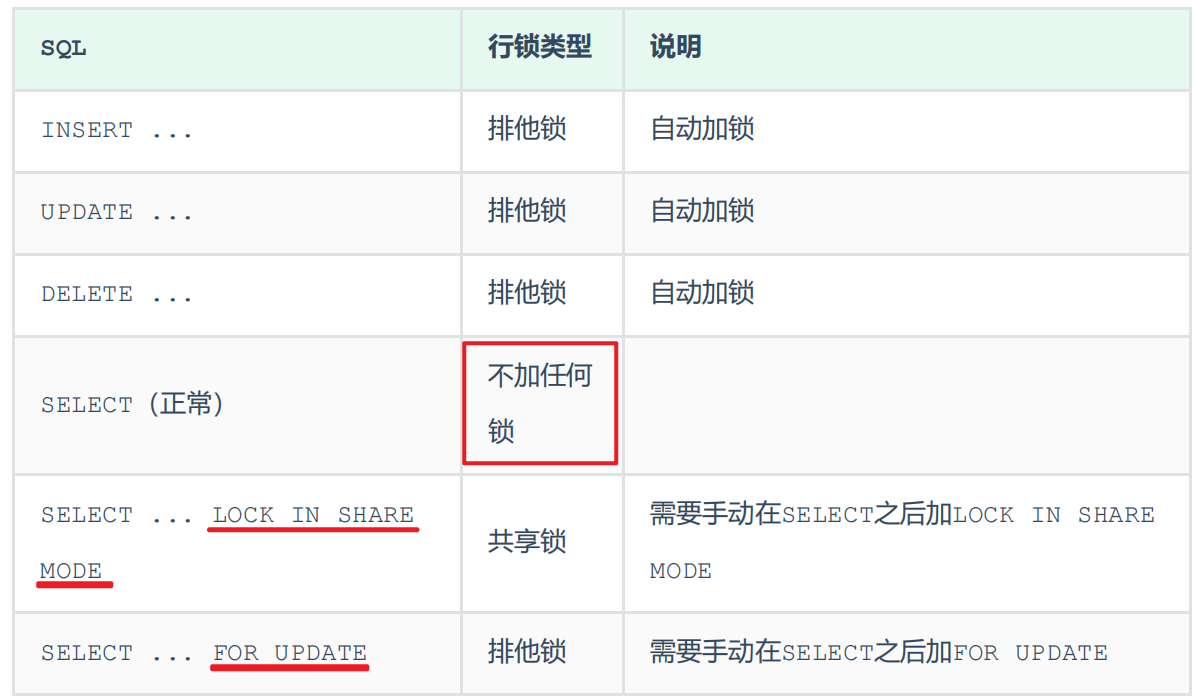 SQL 行锁类型 说明
INSERT ... 排他锁 自动加锁
UPDATE ... 排他锁 自动加锁
DELETE ... 排他锁 自动加锁
SELECT（正常）
不加任何
锁
SELECT ... LOCK IN SHARE
MODE
共享锁
需要手动在SELECT之后加LOCK IN SHARE
MODE
SELECT ... FOR UPDATE 排他锁 需要手动在SELECT之后加FOR UPDATE